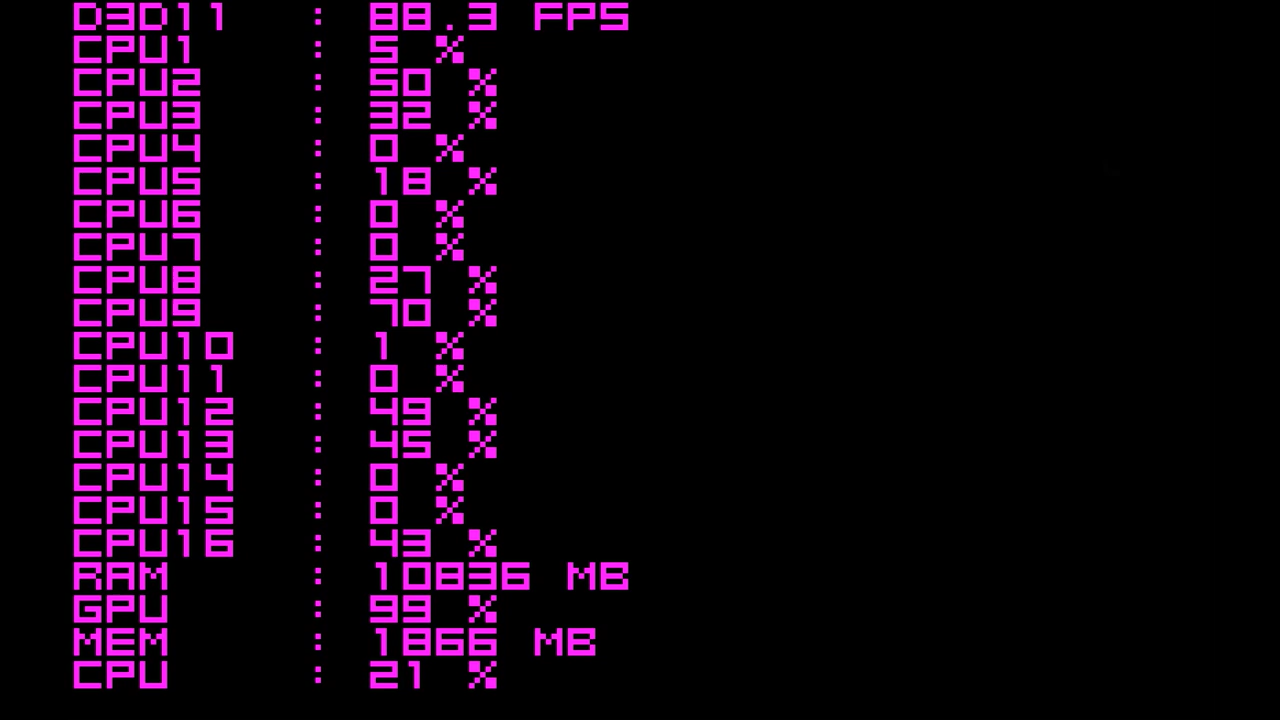 D3D11 : 88.3 FPS
CPU1 : 5 %
CPU2 : 50 %
CPU3 : 32 %
CPU4 : 0 %
CPU5 : 18 %
CPU6 : 0 %
CPU7 : 0 %
CPU8 : 27 %
CPU9 : 70 %
CPU10 : 1 %
CPU11 : 0 %
CPU12 : 49 %
CPU13 : 45 %
CPU14 : 0 %
CPU15 : 0 %
CPU16 : 43 %
RAM : 10836 MB
GPU : 99 %
MEM : 1866 MB
CPU : 21 %